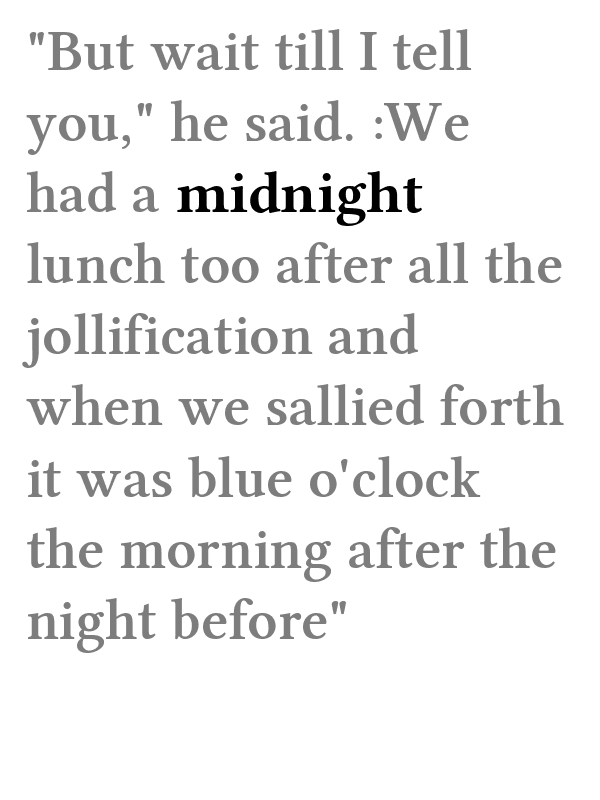 "But wait till I tell
you," he said. :We
had a midnight
lunch too after all the
jollification and
when we sallied forth
it was blue o'clock
the morning after the
night before"